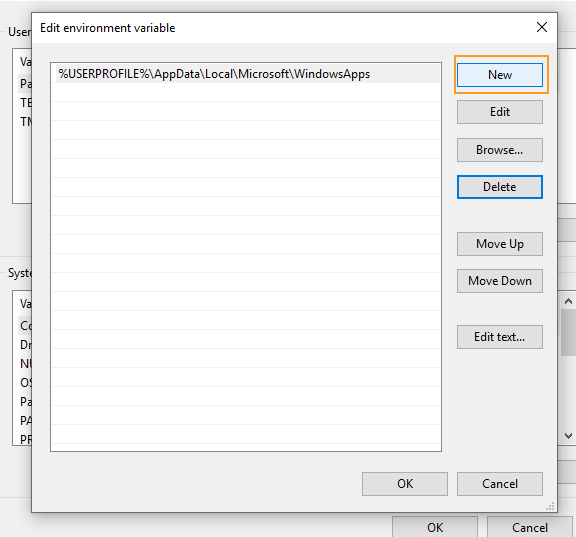 Edit environment variable
User
Va
Pa
TE
TM
%USERPROFILE%\AppData\Local\Microsoft\WindowsApps
New
Edit
Browse...
Delete
Move Up
Move Down
Edit text...
Syste
Va
Co
Dr
NU
OS
Pa
PA
PR
OK
Cancel
OK
Cancel